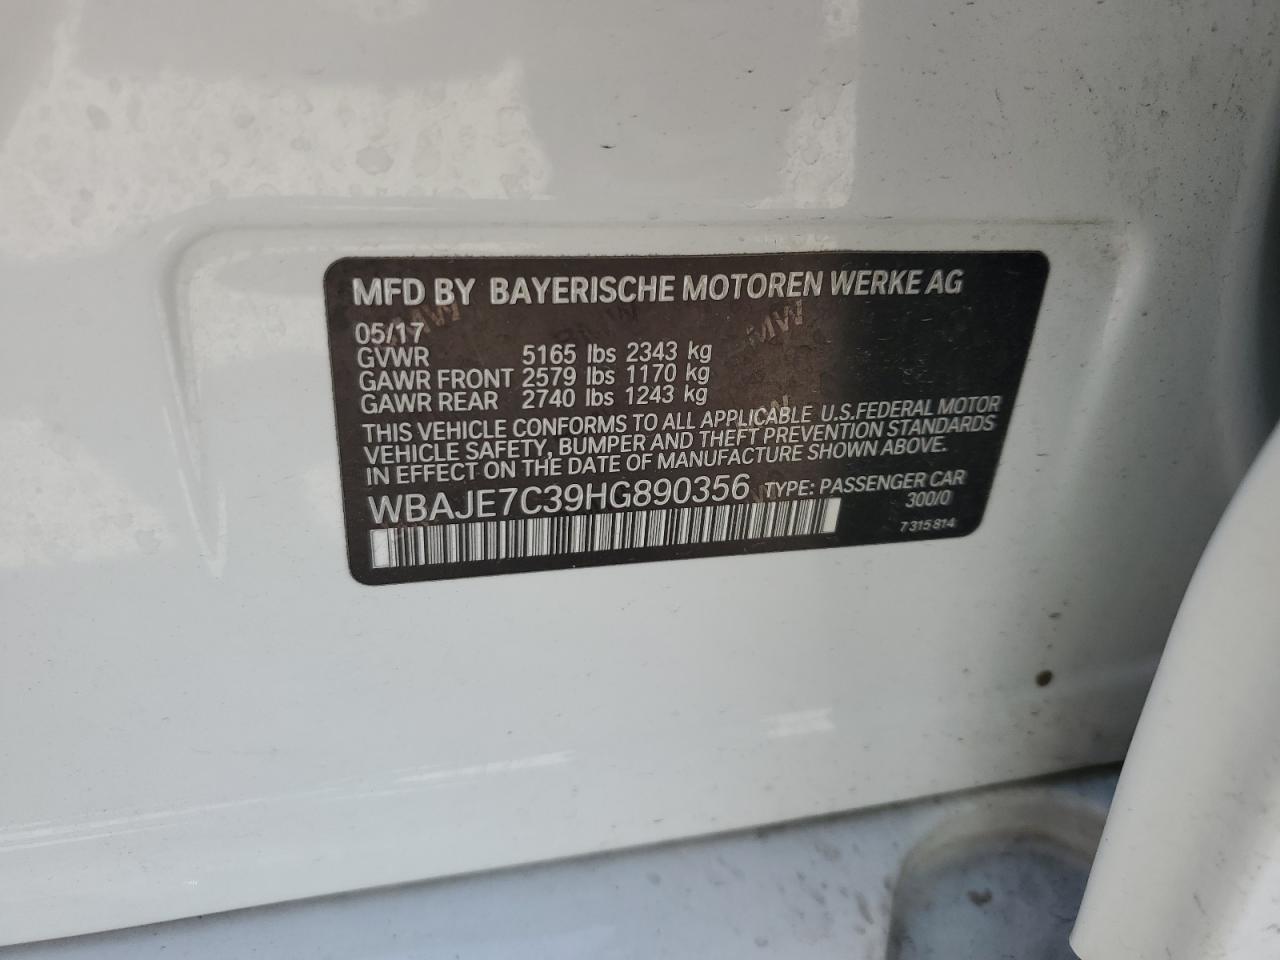 MFD BY BAYERISCHE MOTOREN WERKE AG
05/17
GVWR 5165 lbs 2343 kg
GAWR FRONT 2579 lbs 1170 kg
GAWR REAR 2740 lbs 1243 kg
THIS VEHICLE CONFORMS TO ALL APPLICABLE U.S.FEDERAL MOTOR
VEHICLE SAFETY, BUMPER AND THEFT PREVENTION STANDARDS
IN EFFECT ON THE DATE OF MANUFACTURE SHOWN ABOVE.
WBAJE7C39HG890356 TYPE: PASSENGER CAR
300/0
7 315 814